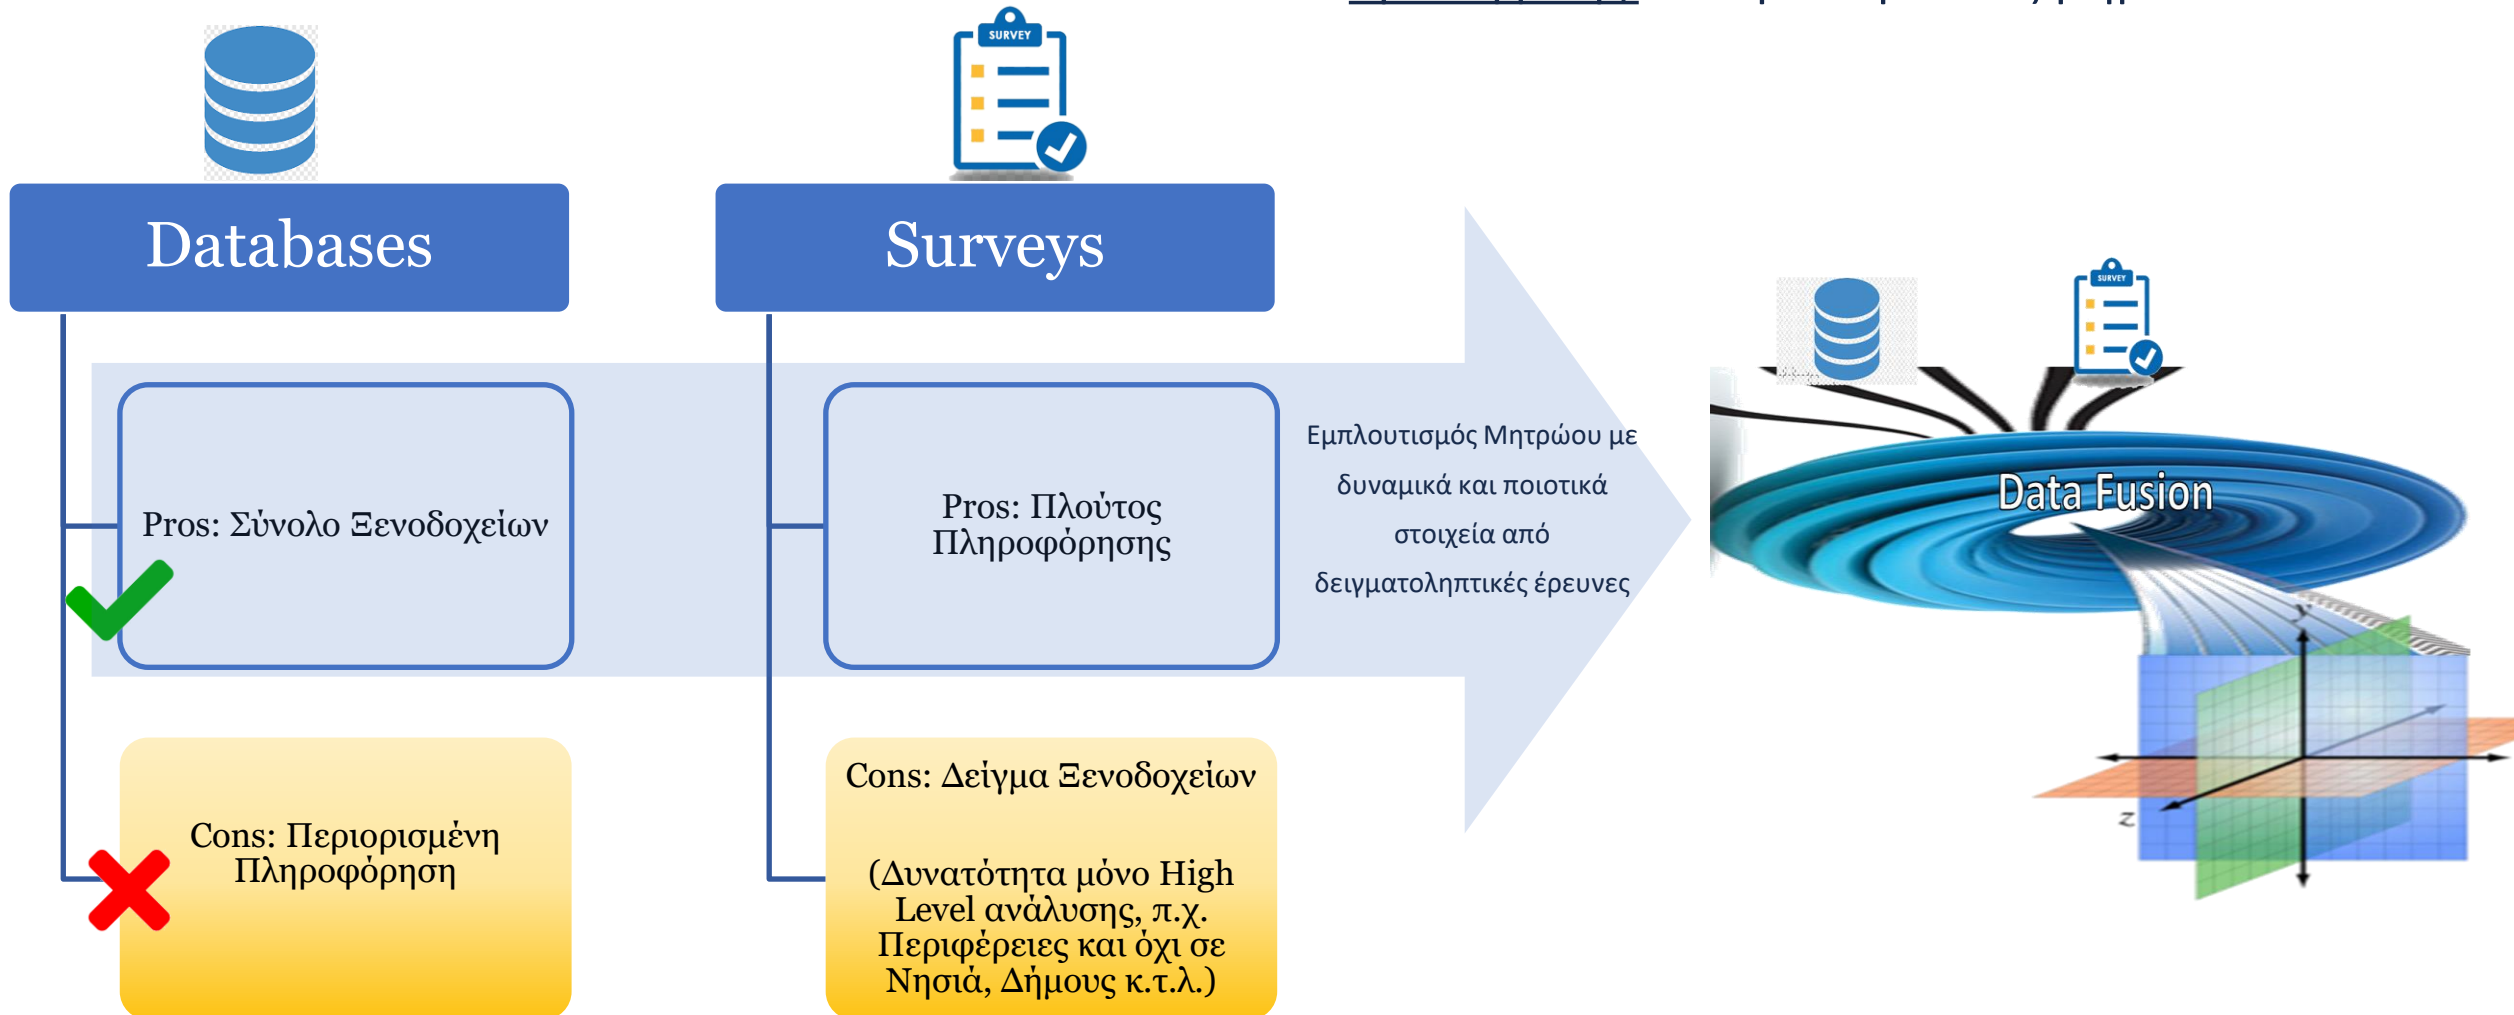 SURVEY
Databases
Surveys
SURVEY
Pros: Σύνολο Ξενοδοχείων
Pros: Πλούτος
Πληροφόρησης
Εμπλουτισμός Μητρώου με
δυναμικά και ποιοτικά
στοιχεία από
δειγματοληπτικές έρευνες
Data Fusion
Cons: Περιορισμένη
Πληροφόρηση
Cons: Δείγμα Ξενοδοχείων
(Δυνατότητα μόνο High
Level ανάλυσης, π.χ.
Περιφέρειες και όχι σε
Νησιά, Δήμους κ.τ.λ.)
y
z